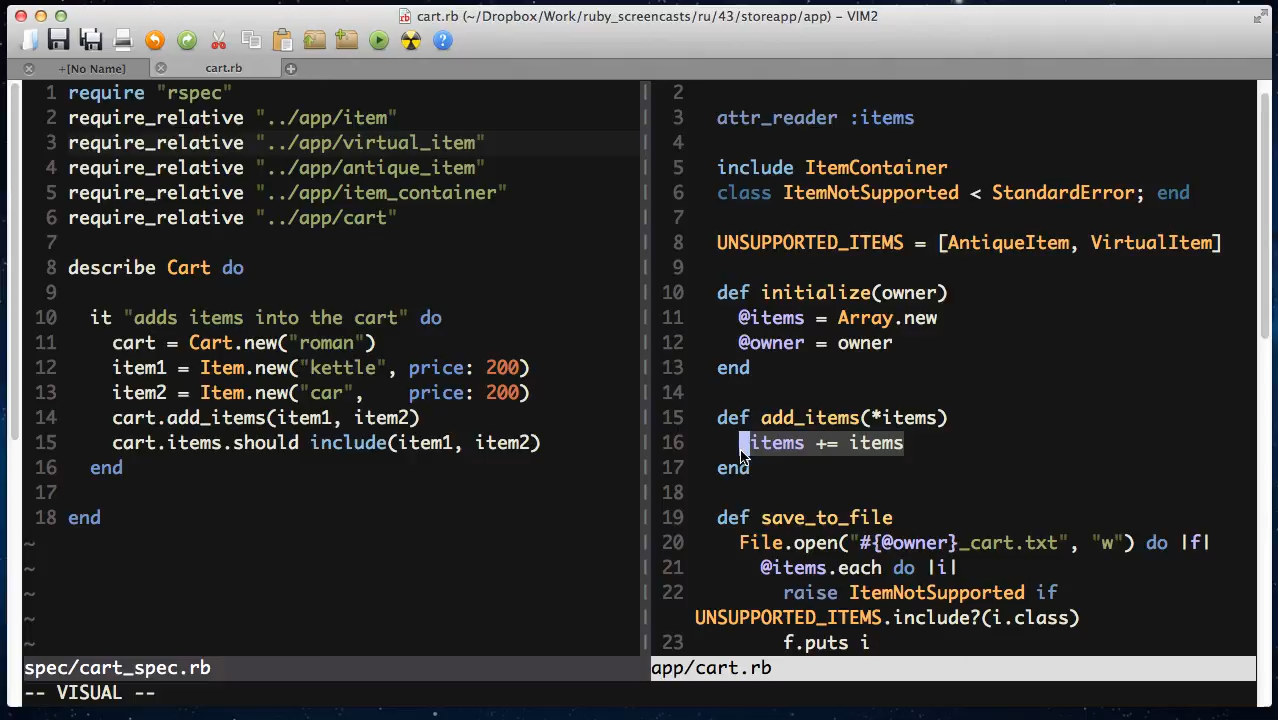 cart.rb (~/Dropbox/Work/ruby_screencasts/ru/43/storeapp/app) – VIM2
+[No Name]
cart.rb
1 require "rspec"
2 require_relative "../app/item"
3 require_relative "../app/virtual_item"
4 require_relative "../app/antique_item"
5 require_relative "../app/item_container"
6 require_relative "../app/cart"
7
8 describe Cart do
9
10 it "adds items into the cart" do
11 cart = Cart.new("roman")
12 item1 = Item.new("kettle", price: 200)
13 item2 = Item.new("car", price: 200)
14 cart.add_items(item1, item2)
15 cart.items.should include(item1, item2)
16 end
17
18 end
~
~
~
~
~
spec/cart_spec.rb
2
3 attr_reader :items
4
5 include ItemContainer
6 class ItemNotSupported < StandardError; end
7
8 UNSUPPORTED_ITEMS = [AntiqueItem, VirtualItem]
9
10 def initialize(owner)
11 @items = Array.new
12 @owner = owner
13 end
14
15 def add_items(*items)
16 items += items
17 end
18
19 def save_to_file
20 File.open("#{@owner}_cart.txt", "w") do |f|
21 @items.each do |i|
22 raise ItemNotSupported if
UNSUPPORTED_ITEMS.include?(i.class)
23 f.puts i
app/cart.rb
-- VISUAL --